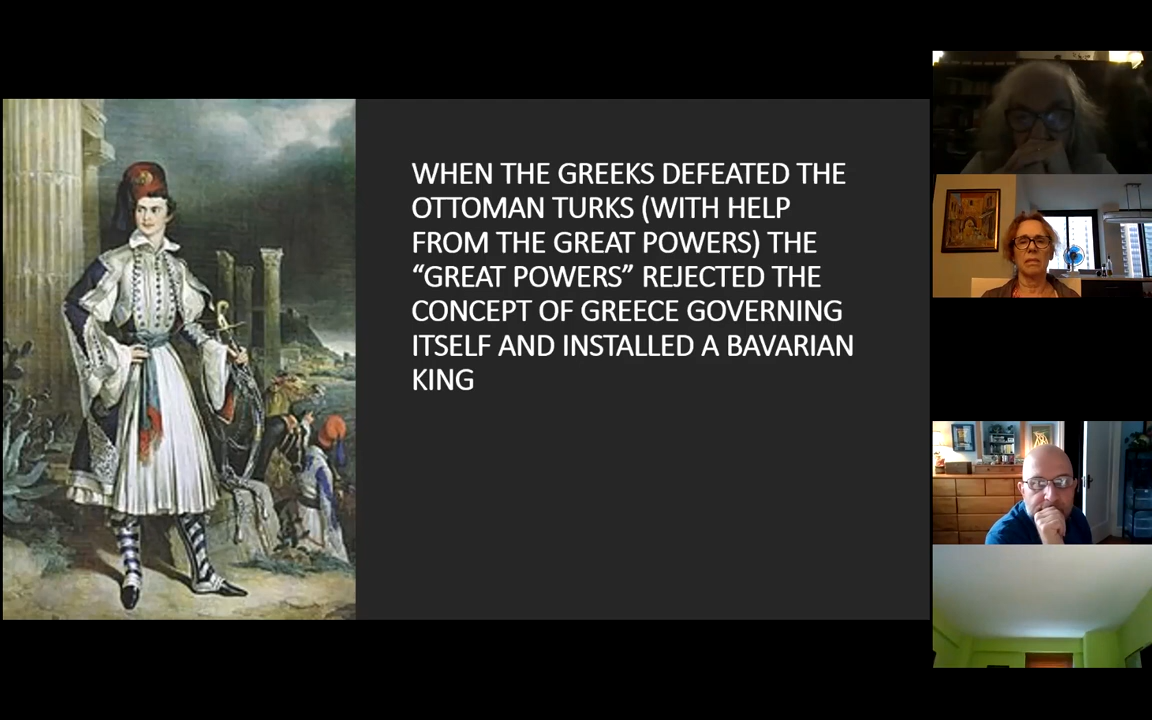 WHEN THE GREEKS DEFEATED THE
OTTOMAN TURKS (WITH HELP
FROM THE GREAT POWERS) THE
“GREAT POWERS” REJECTED THE
CONCEPT OF GREECE GOVERNING
ITSELF AND INSTALLED A BAVARIAN
KING